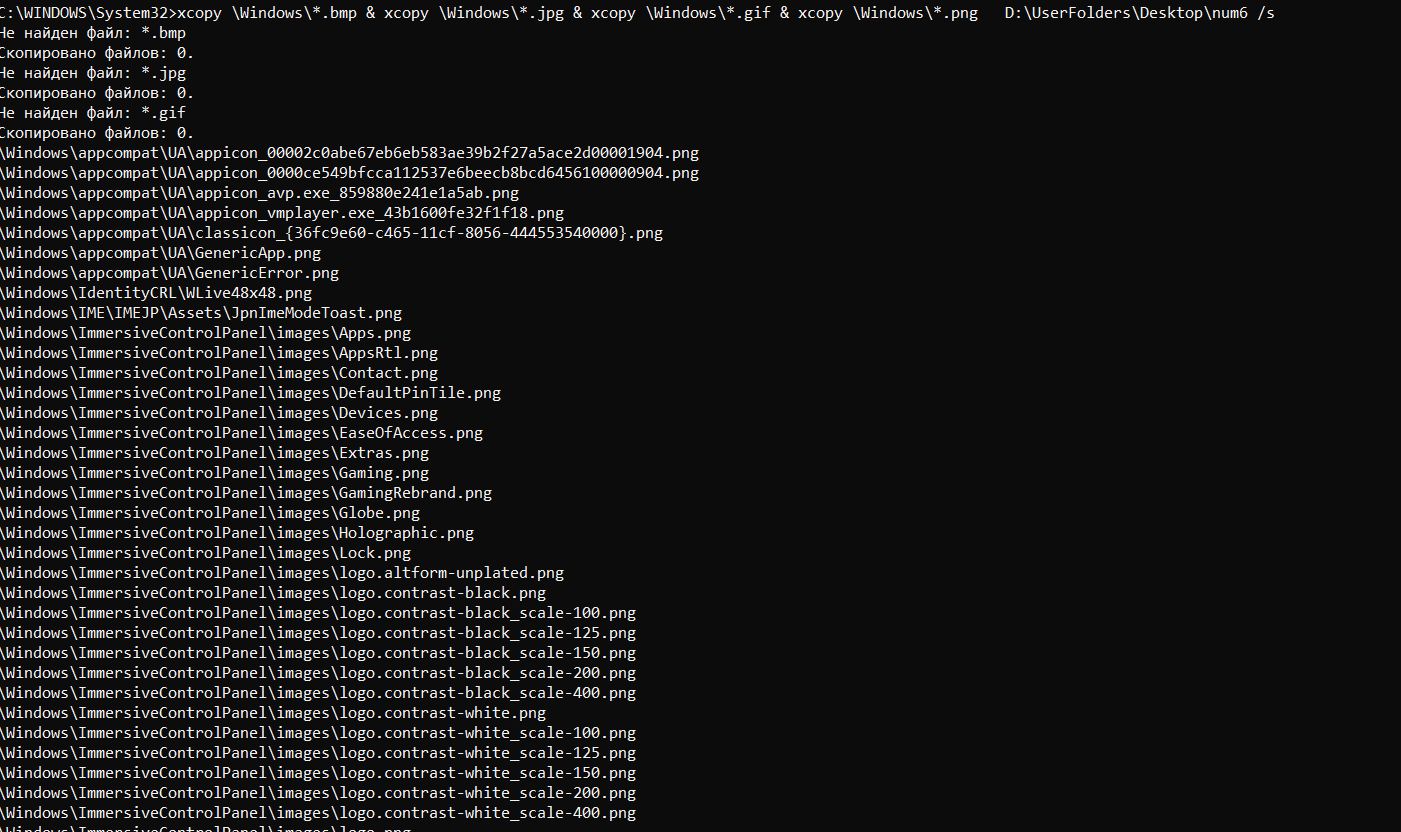 C:\WINDOWS\System32>xcopy \Windows\*.bmp & xcopy \Windows\*.jpg & xcopy \Windows\*.gif & xcopy \Windows\*.png   D:\UserFolders\Desktop\num6 /s
Не найден файл: *.bmp
Скопировано файлов: 0.
Не найден файл: *.jpg
Скопировано файлов: 0.
Не найден файл: *.gif
Скопировано файлов: 0.
\Windows\appcompat\UA\appicon_00002c0abe67eb6eb583ae39b2f27a5ace2d00001904.png
\Windows\appcompat\UA\appicon_0000ce549bfcca112537e6beecb8bcd6456100000904.png
\Windows\appcompat\UA\appicon_avp.exe_859880e241e1a5ab.png
\Windows\appcompat\UA\appicon_vmplayer.exe_43b1600fe32f1f18.png
\Windows\appcompat\UA\classicon_{36fc9e60-c465-11cf-8056-444553540000}.png
\Windows\appcompat\UA\GenericApp.png
\Windows\appcompat\UA\GenericError.png
\Windows\IdentityCRL\WLive48x48.png
\Windows\IME\IMEJP\Assets\JpnImeModeToast.png
\Windows\ImmersiveControlPanel\images\Apps.png
\Windows\ImmersiveControlPanel\images\AppsRtl.png
\Windows\ImmersiveControlPanel\images\Contact.png
\Windows\ImmersiveControlPanel\images\DefaultPinTile.png
\Windows\ImmersiveControlPanel\images\Devices.png
\Windows\ImmersiveControlPanel\images\EaseOfAccess.png
\Windows\ImmersiveControlPanel\images\Extras.png
\Windows\ImmersiveControlPanel\images\Gaming.png
\Windows\ImmersiveControlPanel\images\GamingRebrand.png
\Windows\ImmersiveControlPanel\images\Globe.png
\Windows\ImmersiveControlPanel\images\Holographic.png
\Windows\ImmersiveControlPanel\images\Lock.png
\Windows\ImmersiveControlPanel\images\logo.altform-unplated.png
\Windows\ImmersiveControlPanel\images\logo.contrast-black.png
\Windows\ImmersiveControlPanel\images\logo.contrast-black_scale-100.png
\Windows\ImmersiveControlPanel\images\logo.contrast-black_scale-125.png
\Windows\ImmersiveControlPanel\images\logo.contrast-black_scale-150.png
\Windows\ImmersiveControlPanel\images\logo.contrast-black_scale-200.png
\Windows\ImmersiveControlPanel\images\logo.contrast-black_scale-400.png
\Windows\ImmersiveControlPanel\images\logo.contrast-white.png
\Windows\ImmersiveControlPanel\images\logo.contrast-white_scale-100.png
\Windows\ImmersiveControlPanel\images\logo.contrast-white_scale-125.png
\Windows\ImmersiveControlPanel\images\logo.contrast-white_scale-150.png
\Windows\ImmersiveControlPanel\images\logo.contrast-white_scale-200.png
\Windows\ImmersiveControlPanel\images\logo.contrast-white_scale-400.png
\Windows\ImmersiveControlPanel\images\logo.png